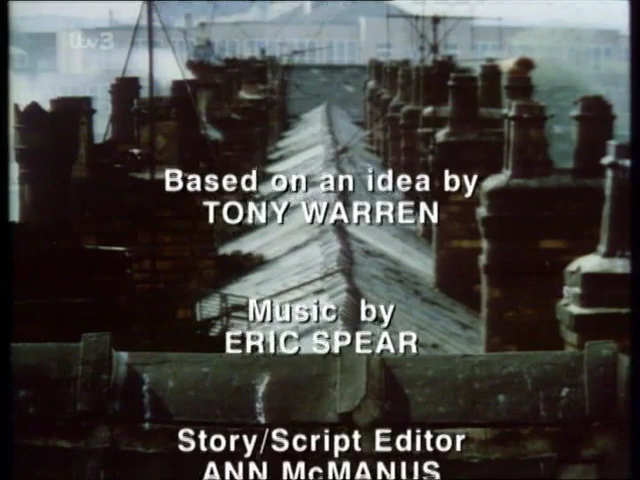 itv3
Based on an idea by
TONY WARREN
Music by
ERIC SPEAR
Story/Script Editor
ANN McMANUS